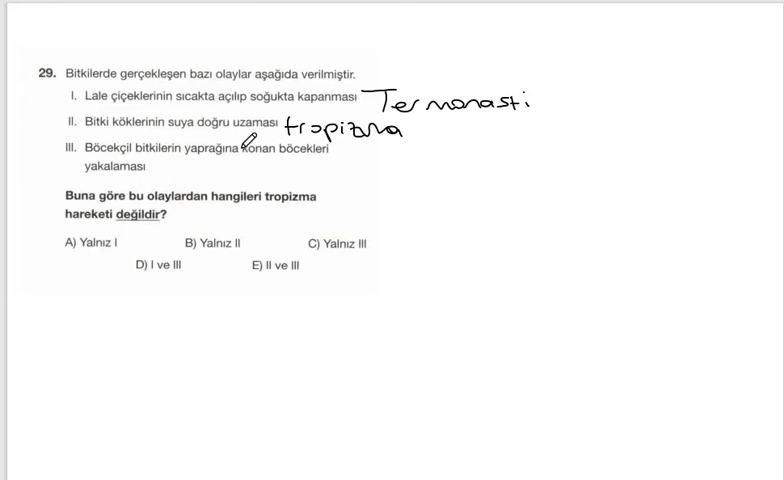 29. Bitkilerde gerçekleşen bazı olaylar aşağıda verilmiştir.
I. Lale çiçeklerinin sıcakta açılıp soğukta kapanması Termonasti
II. Bitki köklerinin suya doğru uzaması tropizma
III. Böcekçil bitkilerin yaprağına konan böcekleri
yakalaması
Buna göre bu olaylardan hangileri tropizma
hareketi değildir?
A) Yalnız I B) Yalnız II C) Yalnız III
D) I ve III E) II ve III